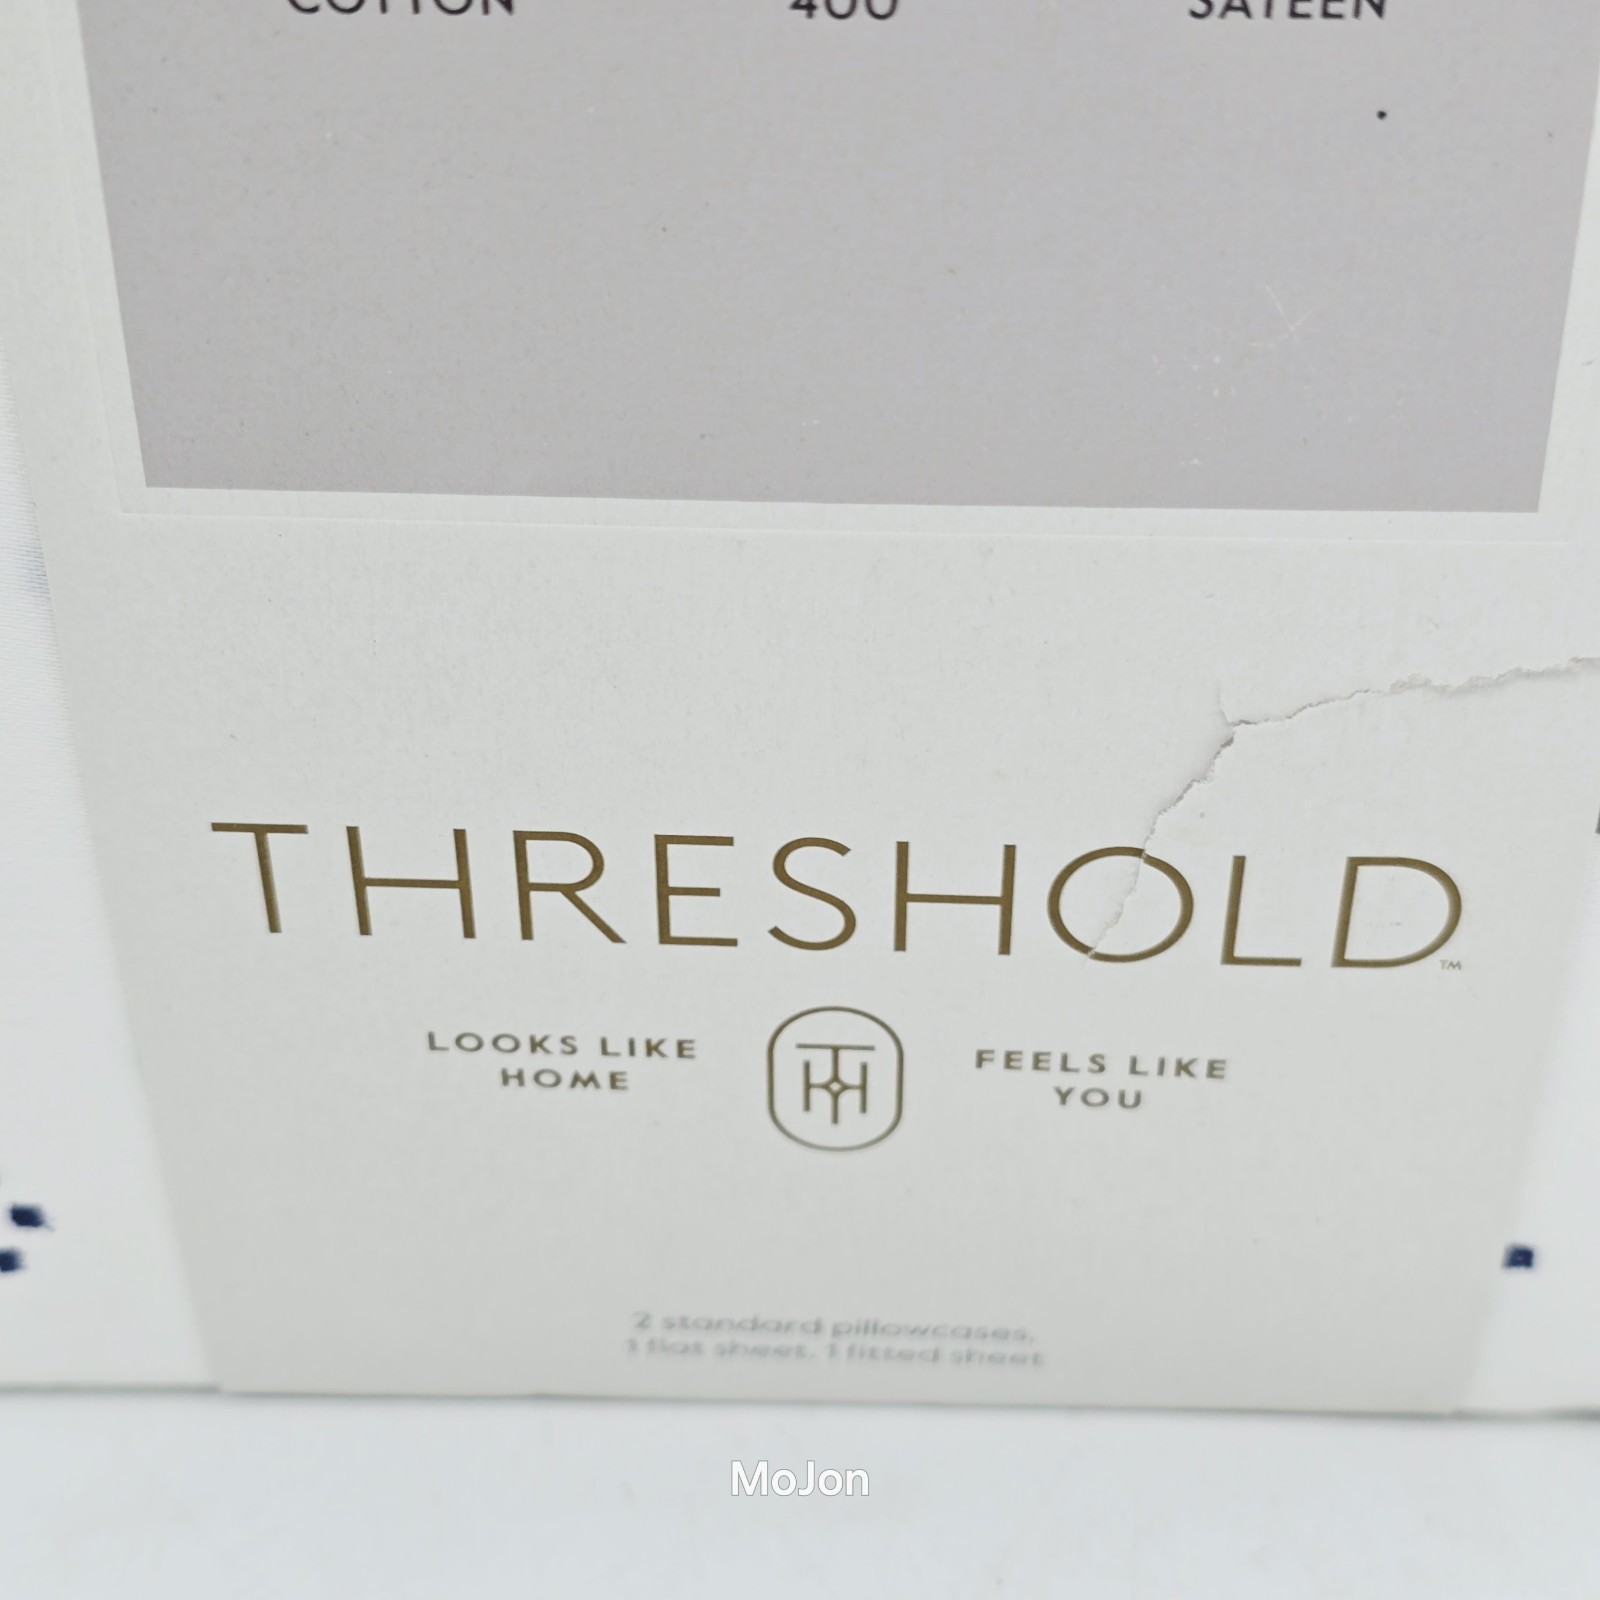 COTTON 400 SATEEN
THRESHOLD™
LOOKS LIKE
HOME
FEELS LIKE
YOU
2 standard pillowcases,
1 flat sheet, 1 fitted sheet
MoJon